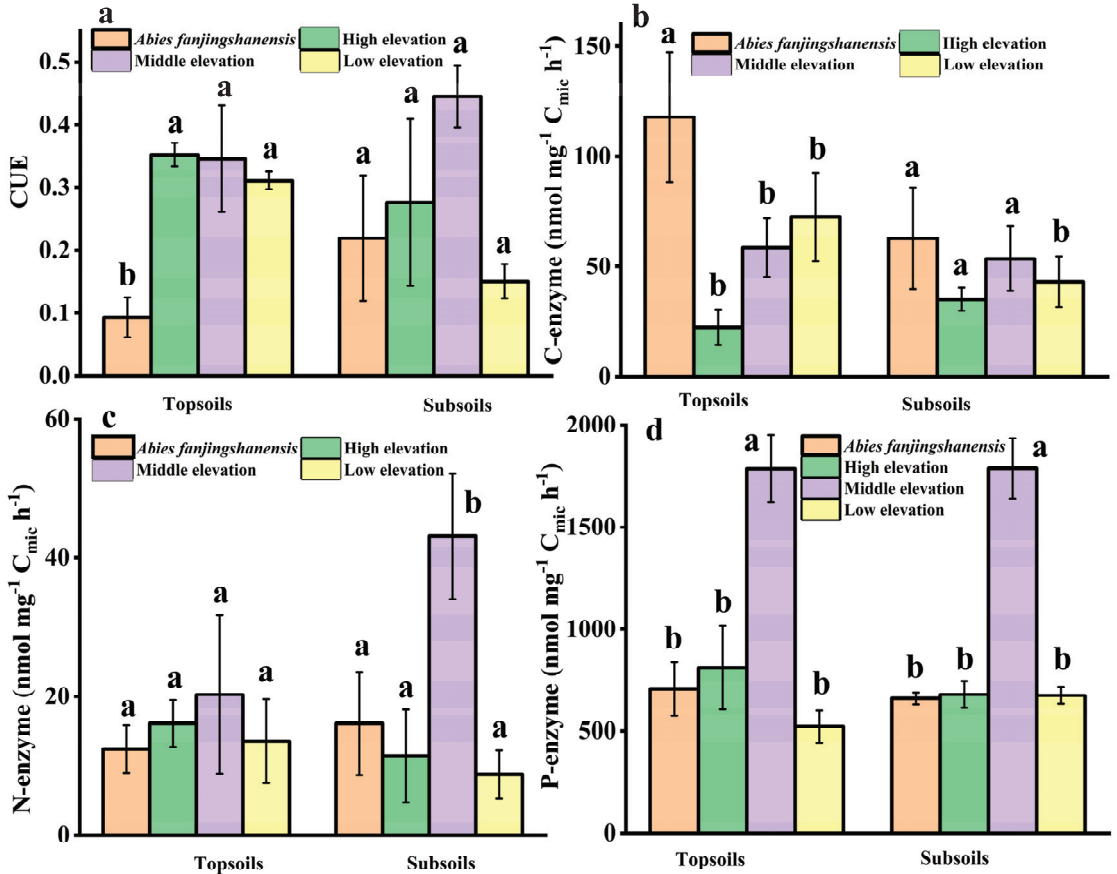 a
Abies fanjingshanensis High elevation
Middle elevation Low elevation
CUE
0.5
0.4
0.3
0.2
0.1
0.0
b a a a a a a a
Topsoils Subsoils
b
Abies fanjingshanensis High elevation
Middle elevation Low elevation
C-enzyme (nmol mg⁻¹ Cmic h⁻¹)
150
100
50
0
a b b b a a a b
Topsoils Subsoils
c
Abies fanjingshanensis High elevation
Middle elevation Low elevation
N-enzyme (nmol mg⁻¹ Cmic h⁻¹)
60
40
20
0
a a a a a a b a
Topsoils Subsoils
d
Abies fanjingshanensis
High elevation
Middle elevation
Low elevation
P-enzyme (nmol mg⁻¹ Cmic h⁻¹)
2000
1500
1000
500
0
b b a b b b a b
Topsoils Subsoils